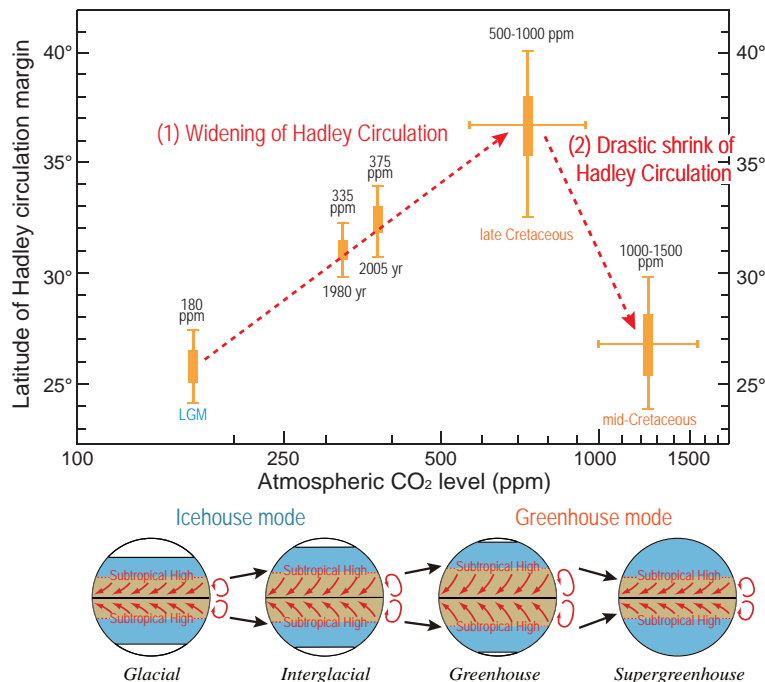 40°
35°
30°
25°
Latitude of Hadley circulation margin
500-1000 ppm
40°
(1) Widening of Hadley Circulation
(2) Drastic shrink of
Hadley Circulation
35°
375
ppm
335
ppm
late Cretaceous
2005 yr
1980 yr
1000-1500
ppm
30°
180
ppm
LGM
25°
mid-Cretaceous
100
250
500
1000
1500
Atmospheric CO₂ level (ppm)
Icehouse mode
Greenhouse mode
Subtropical High
Subtropical High
Subtropical High
Subtropical High
Subtropical High
Subtropical High
Subtropical High
Subtropical High
Glacial
Interglacial
Greenhouse
Supergreenhouse